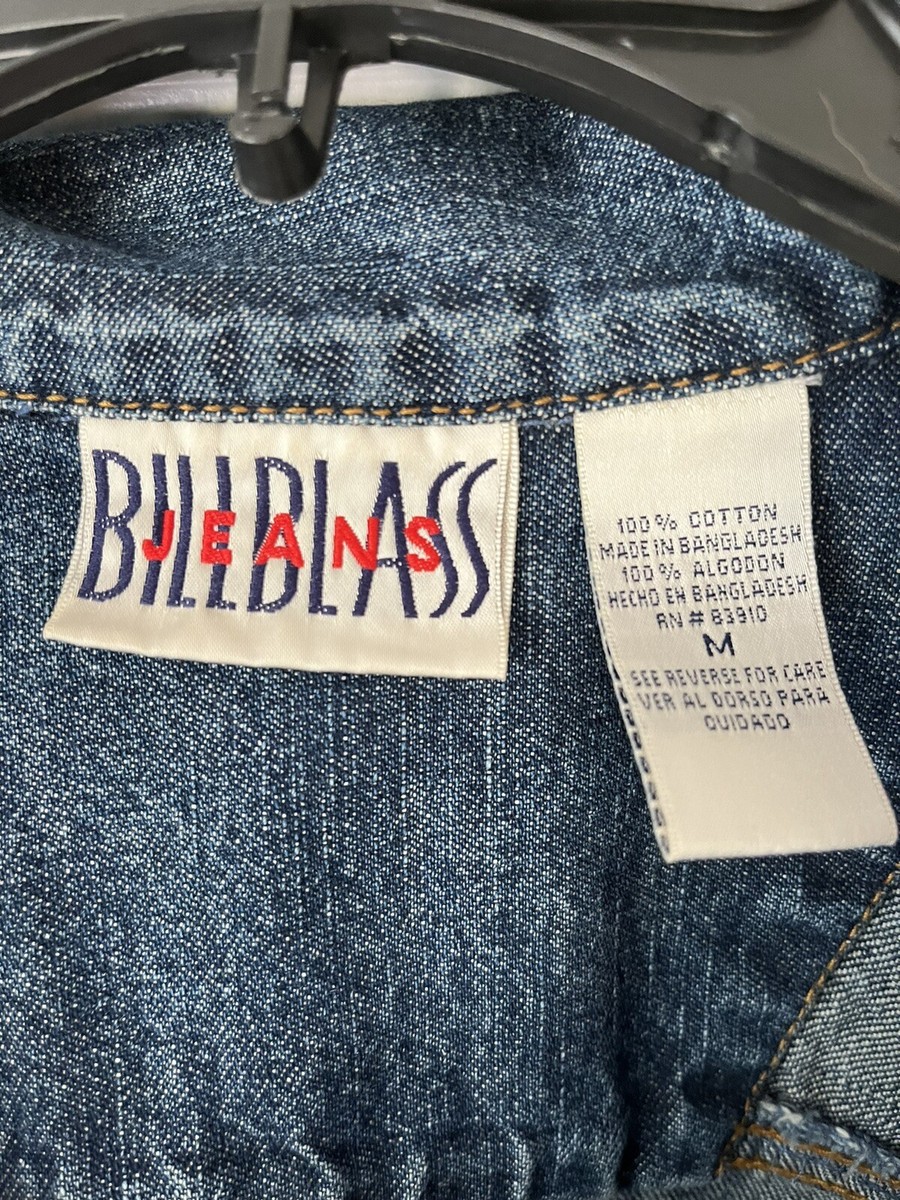 BILLBLASS
JEANS
100% COTTON
MADE IN BANGLADESH
100% ALGODON
HECHO EN BANGLADESH
RN # 83910
M
SEE REVERSE FOR CARE
VER AL DORSO PARA
CUIDADO